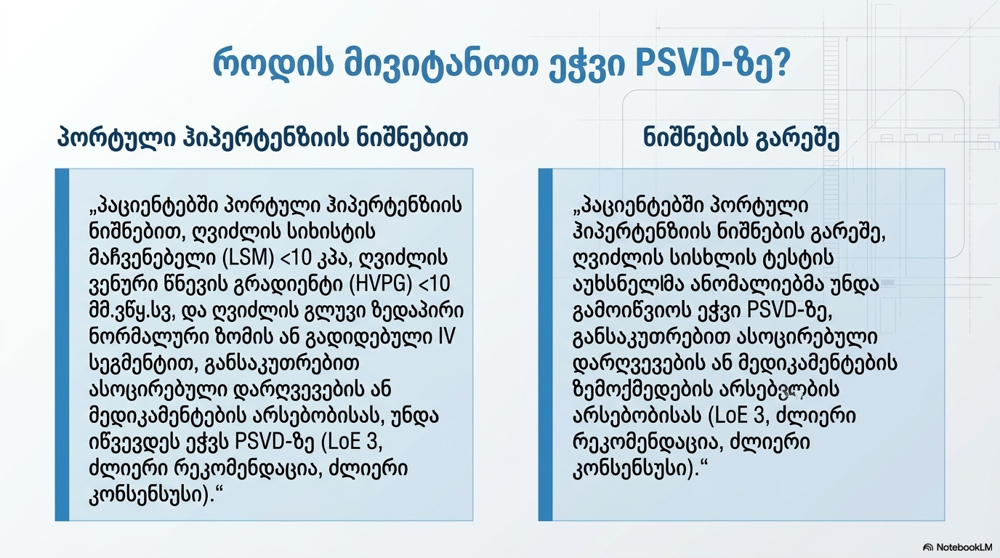 როდის მივიტანოთ ეჭვი PSVD-ზე?
პორტული ჰიპერტენზიის ნიშნებით
„პაციენტებში პორტული ჰიპერტენზიის
ნიშნებით, ღვიძლის სიხისტის
მაჩვენებელი (LSM) <10 კპა, ღვიძლის
ვენური წნევის გრადიენტი (HVPG) <10
მმ.ვწყ.სვ, და ღვიძლის გლუვი ზედაპირი
ნორმალური ზომის ან გადიდებული IV
სეგმენტით, განსაკუთრებით
ასოცირებული დარღვევების ან
მედიკამენტების არსებობისას, უნდა
იწვევდეს ეჭვს PSVD-ზე (LoE 3,
ძლიერი რეკომენდაცია, ძლიერი
კონსენსუსი).“
ნიშნების გარეშე
„პაციენტებში პორტული
ჰიპერტენზიის ნიშნების გარეშე,
ღვიძლის სისხლის ტესტის
ანომალიებმა უნდა
გამოიწვიოს ეჭვი PSVD-ზე,
განსაკუთრებით ასოცირებული
დარღვევების ან მედიკამენტების
ზემოქმედების
არსებობისას (LoE 3, ძლიერი
რეკომენდაცია, ძლიერი
კონსენსუსი).“
NotebookLM